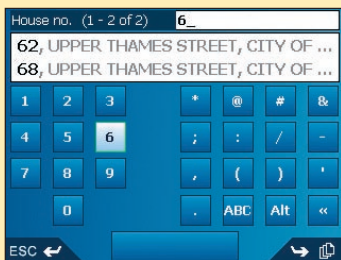 House no. (1 - 2 of 2) 6_
62, UPPER THAMES STREET, CITY OF ...
68, UPPER THAMES STREET, CITY OF ...
1 2 3 * @ # &
4 5 6 ; : / -
7 8 9 , ( ) '
0 . ABC Alt «
ESC